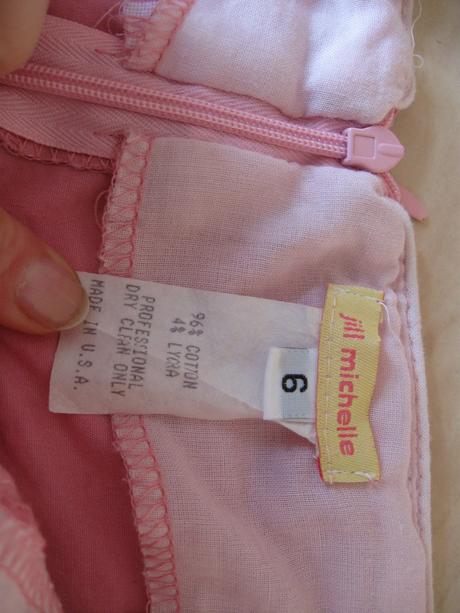 jill michelle
6
96% COTTON
4% LYCRA
PROFESSIONAL
DRY CLEAN ONLY
MADE IN U.S.A.